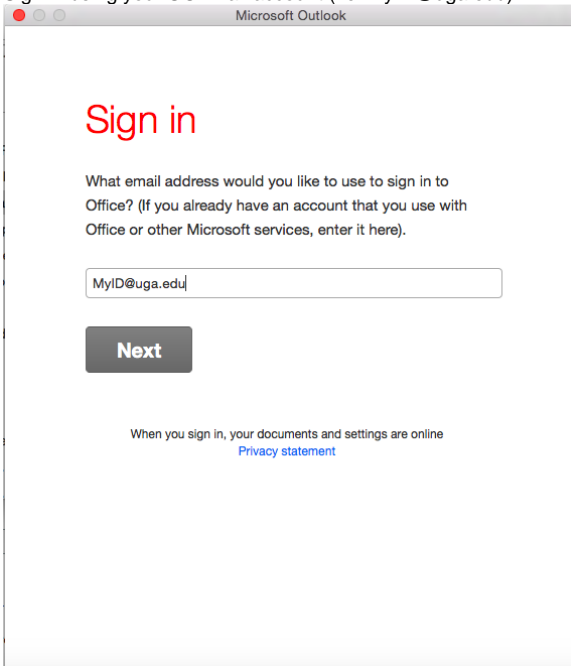 Microsoft Outlook
Sign in
What email address would you like to use to sign in to
Office? (If you already have an account that you use with
Office or other Microsoft services, enter it here).
MyID@uga.edu
Next
When you sign in, your documents and settings are online
Privacy statement